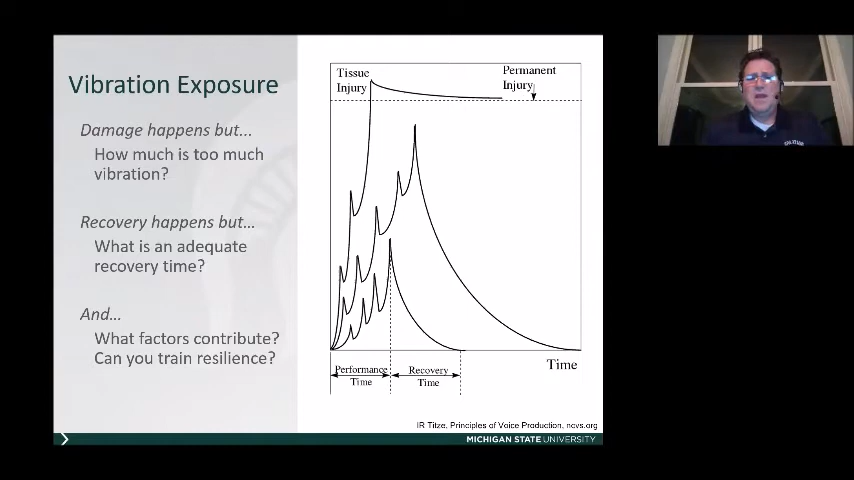 Vibration Exposure
Damage happens but...
How much is too much
vibration?
Recovery happens but...
What is an adequate
recovery time?
And...
What factors contribute?
Can you train resilience?
Tissue
Injury
Permanent
Injury
Time
Performance
Time
Recovery
Time
IR Titze, Principles of Voice Production, ncvs.org
MICHIGAN STATE UNIVERSITY